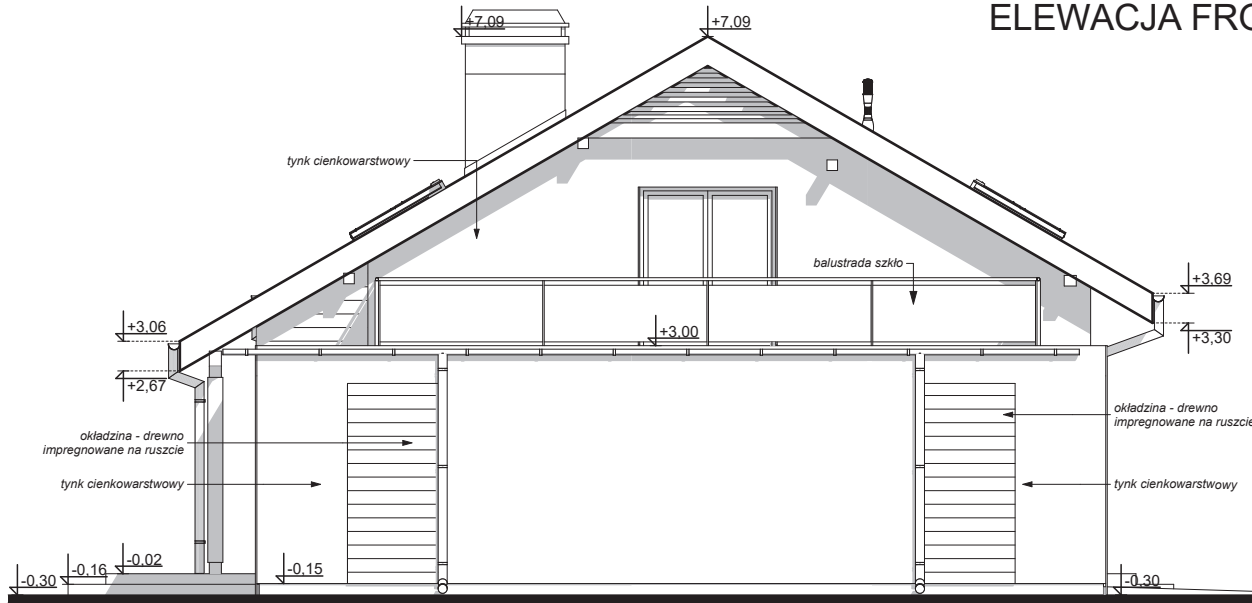 ELEWACJA FRO
+7,09
+7,09
tynk cienkowarstwowy
balustrada szkło
+3,69
+3,06
+3,00
+3,30
+2,67
okładzina - drewno
impregnowane na ruszcie
okładzina - drewno
impregnowane na ruszcie
tynk cienkowarstwowy
tynk cienkowarstwowy
-0,02
-0,16
-0,15
-0,30
-0,30